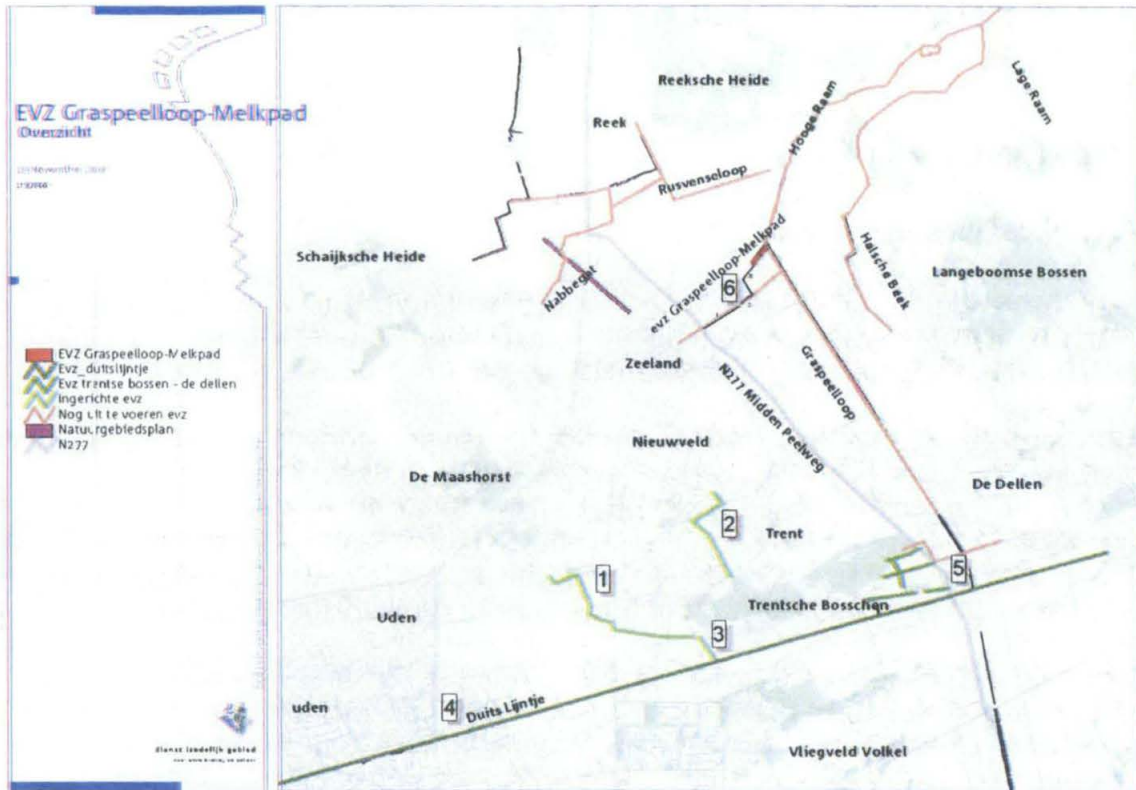 EVZ Graspeelloop-Melkpad
Overzicht
EVZ Graspeelloop-Melkpad
Evz_duitslijntje
Evz trentse bossen - de dellen
Ingerichte evz
Nog uit te voeren evz
Natuurgebiedsplan
N277
dienst landelijk gebied
Reeksche Heide
Lage Raam
Hooge Raam
Reek
Rusvenseloop
Schaijksche Heide
Nabbegat
evz Graspeelloop-Melkpad
6
Halsche Beek
Langeboomse Bossen
Zeeland
Graspeelloop
N277 Midden Peelweg
Nieuwveld
De Maashorst
De Dellen
2
Trent
1
5
Trentsche Bosschen
Uden
3
4
uden
Duits Lijntje
Vliegveld Volkel